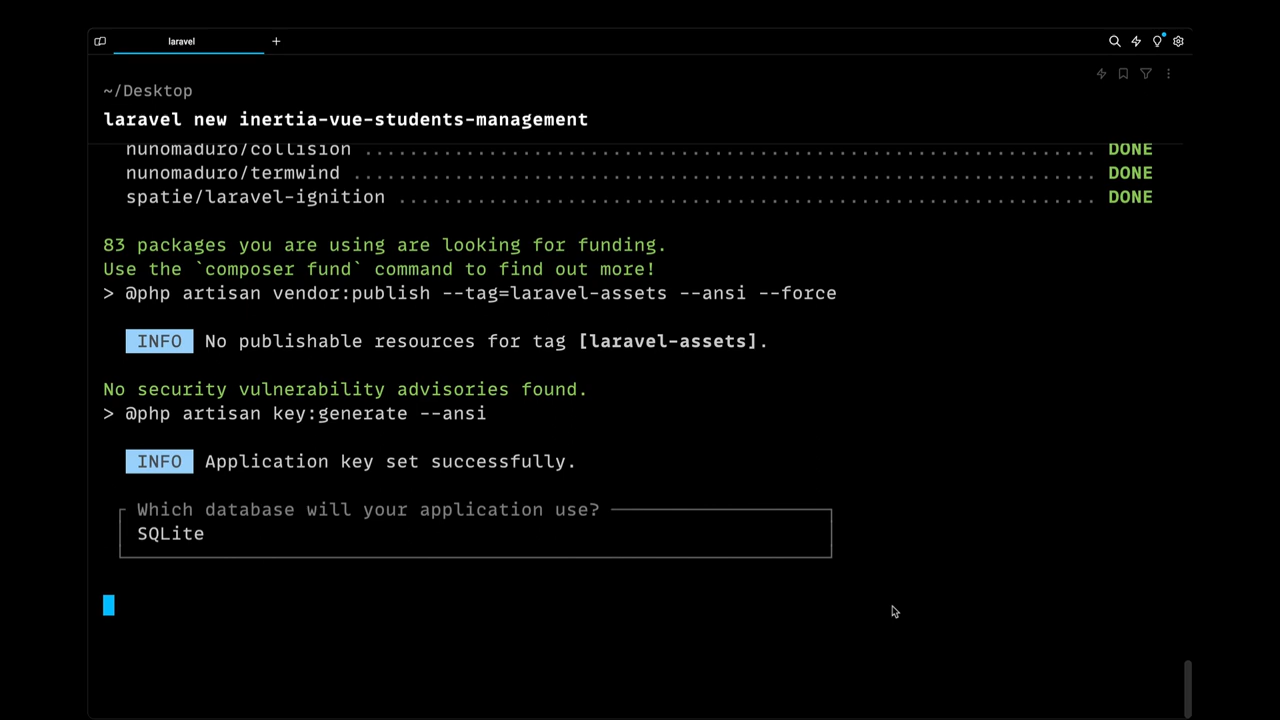 laravel
~/Desktop
laravel new inertia-vue-students-management
nunomaduro/collision ................................................................. DONE
nunomaduro/termwind .................................................................. DONE
spatie/laravel-ignition .............................................................. DONE
83 packages you are using are looking for funding.
Use the `composer fund` command to find out more!
> @php artisan vendor:publish --tag=laravel-assets --ansi --force
INFO No publishable resources for tag [laravel-assets].
No security vulnerability advisories found.
> @php artisan key:generate --ansi
INFO Application key set successfully.
Which database will your application use?
SQLite